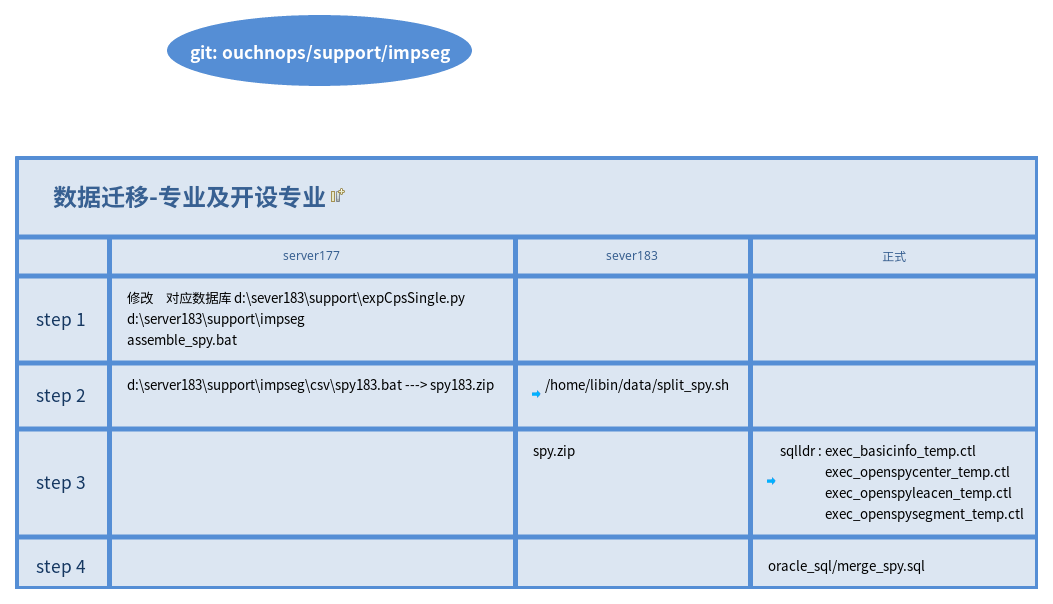 git: ouchnops/support/impseg
数据迁移-专业及开设专业
server177
sever183
正式
step 1
修改 对应数据库 d:\sever183\support\expCpsSingle.py
d:\server183\support\impseg
assemble_spy.bat
step 2
d:\server183\support\impseg\csv\spy183.bat ---> spy183.zip
/home/libin/data/split_spy.sh
step 3
spy.zip
sqlldr : exec_basicinfo_temp.ctl
exec_openspycenter_temp.ctl
exec_openspyleacen_temp.ctl
exec_openspysegment_temp.ctl
step 4
oracle_sql/merge_spy.sql